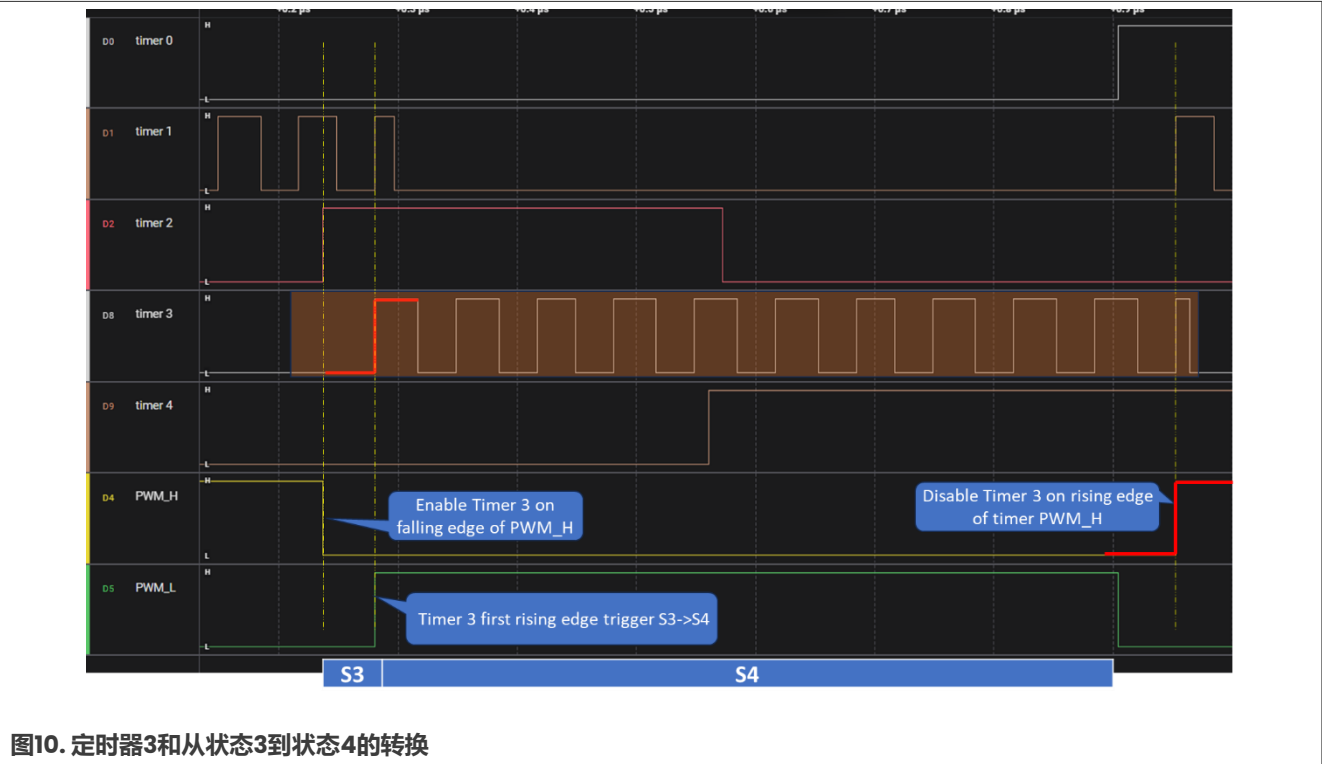 D0 timer 0 H L
D1 timer 1 H L
D2 timer 2 H L
D8 timer 3 H L
D9 timer 4 H L
D4 PWM_H H L
Enable Timer 3 on
falling edge of PWM_H
Disable Timer 3 on rising edge
of timer PWM_H
D5 PWM_L H L
Timer 3 first rising edge trigger S3->S4
S3 S4
图10. 定时器3和从状态3到状态4的转换